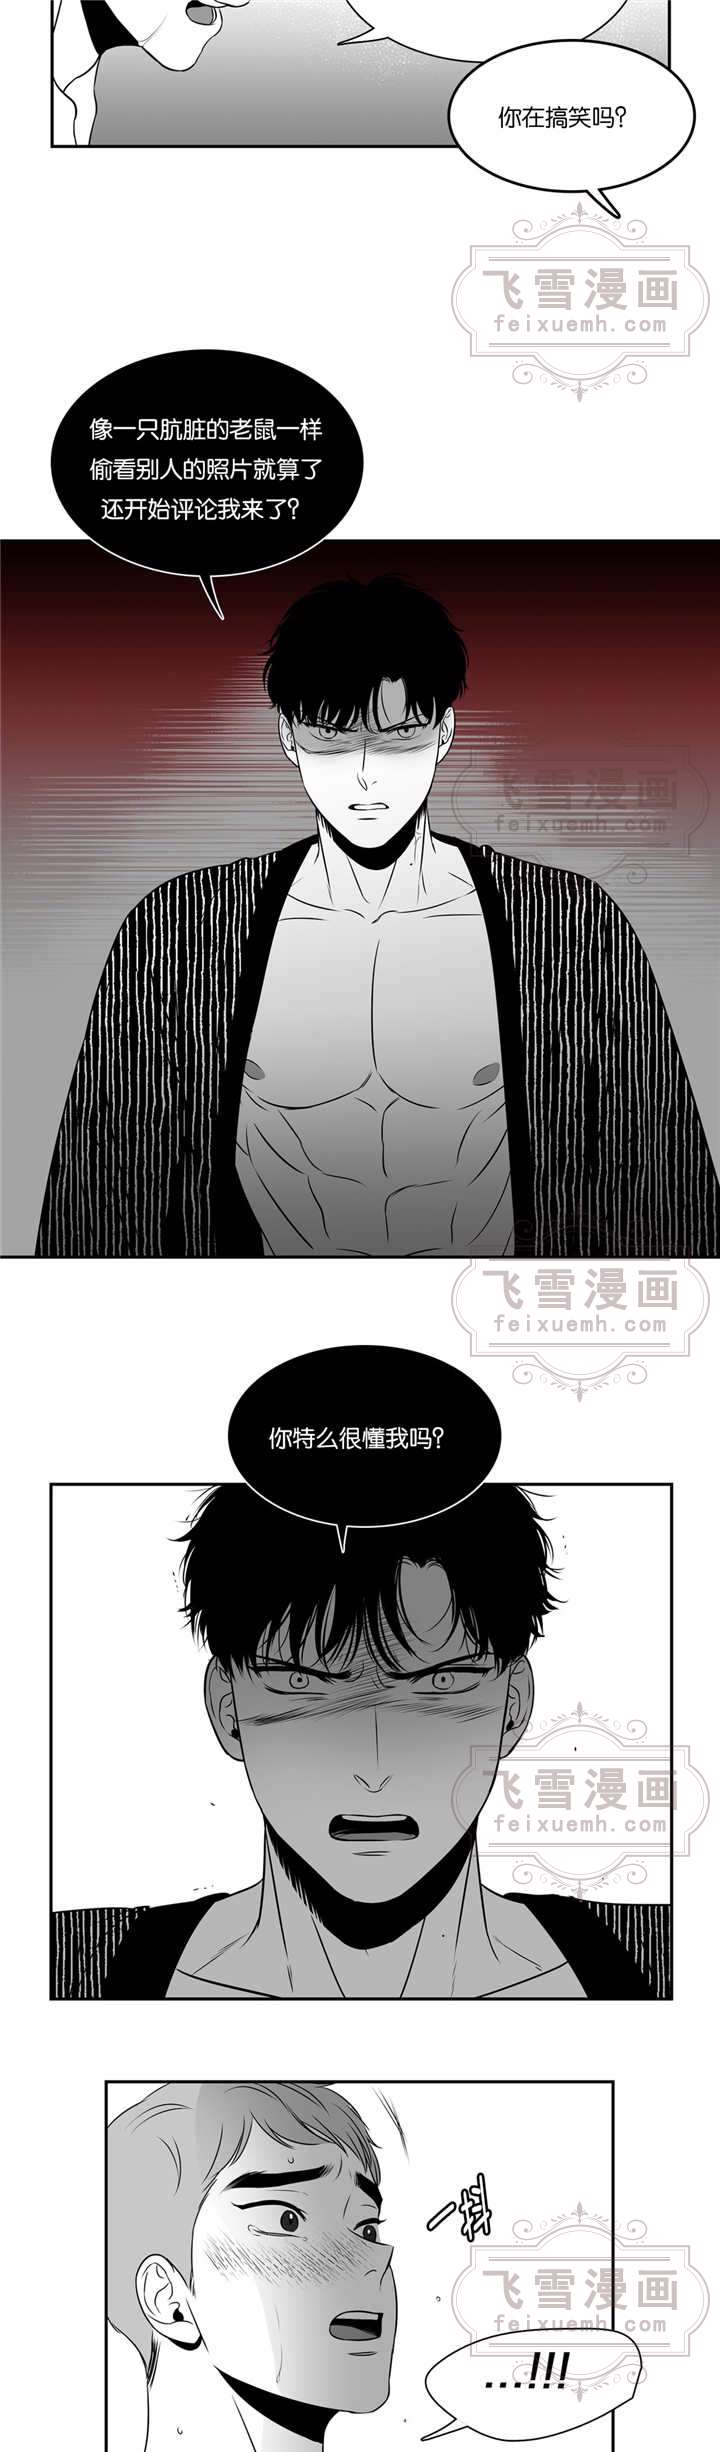 你在搞笑吗？
飞雪漫画
feixuemh.com
像一只肮脏的老鼠一样
偷看别人的照片就算了
还开始评论我来了？
飞雪漫画
feixuemh.com
飞雪漫画
feixuemh.com
你特么很懂我吗？
飞雪漫画
feixuemh.com
一抖
飞雪漫画
feixuemh.com
...!!!